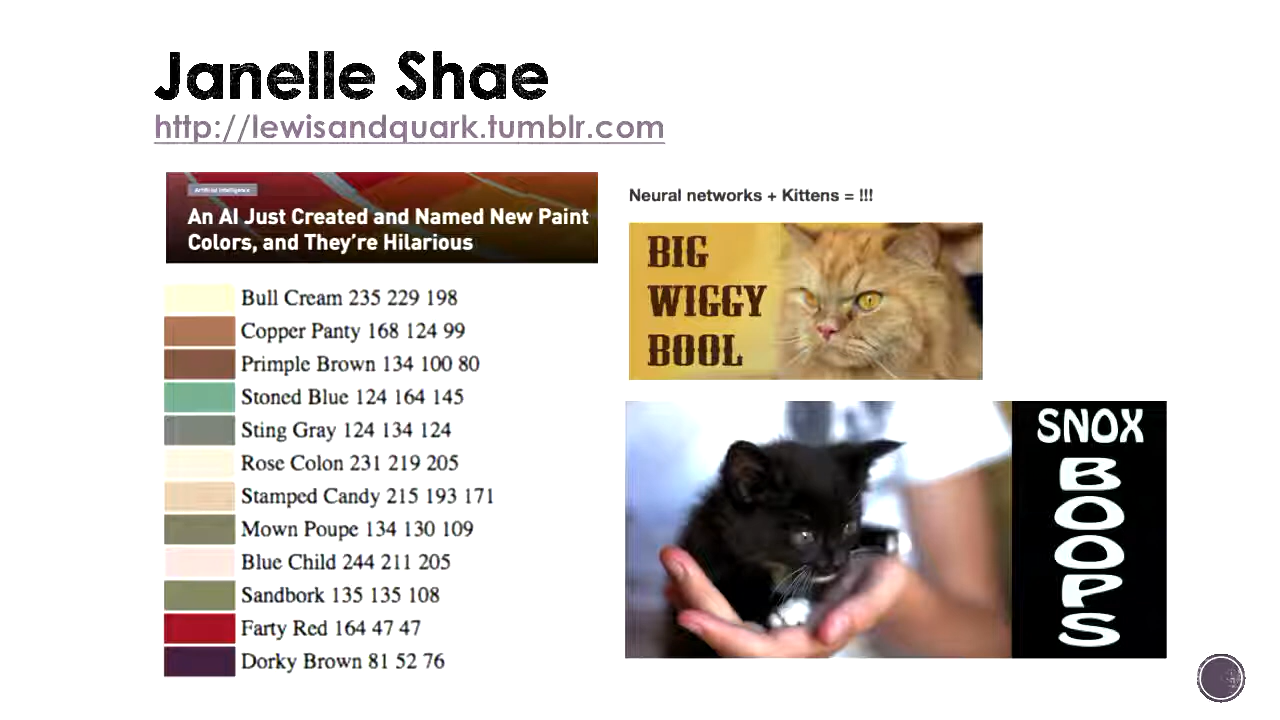 Janelle Shae
http://lewisandquark.tumblr.com
Artificial Intelligence
An AI Just Created and Named New Paint
Colors, and They're Hilarious
Bull Cream 235 229 198
Copper Panty 168 124 99
Primple Brown 134 100 80
Stoned Blue 124 164 145
Sting Gray 124 134 124
Rose Colon 231 219 205
Stamped Candy 215 193 171
Mown Poupe 134 130 109
Blue Child 244 211 205
Sandbork 135 135 108
Farty Red 164 47 47
Dorky Brown 81 52 76
Neural networks + Kittens = !!!
BIG
WIGGY
BOOL
SNOX
BOOPS